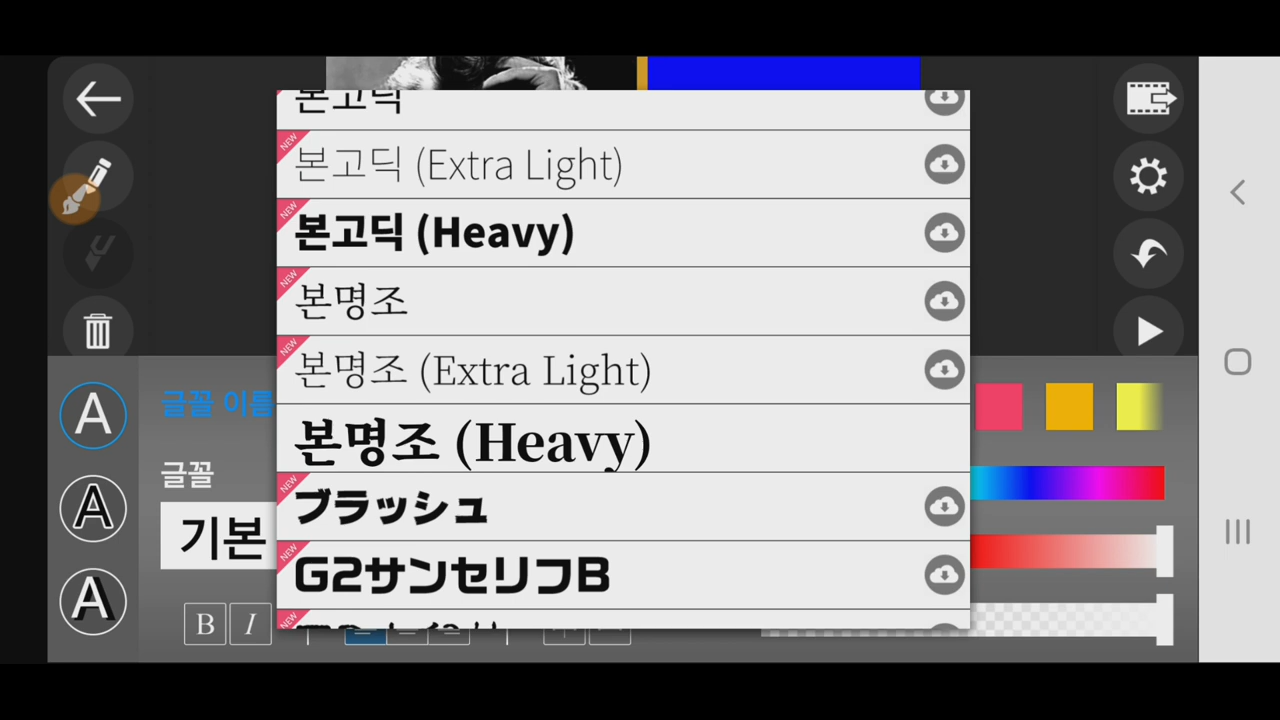 본고딕
NEW
본고딕 (Extra Light)
NEW
본고딕 (Heavy)
NEW
본명조
NEW
본명조 (Extra Light)
본명조 (Heavy)
NEW
ブラッシュ
NEW
G2サンセリフB
NEW
글꼴 이름
글꼴
기본
A
A
A
B I